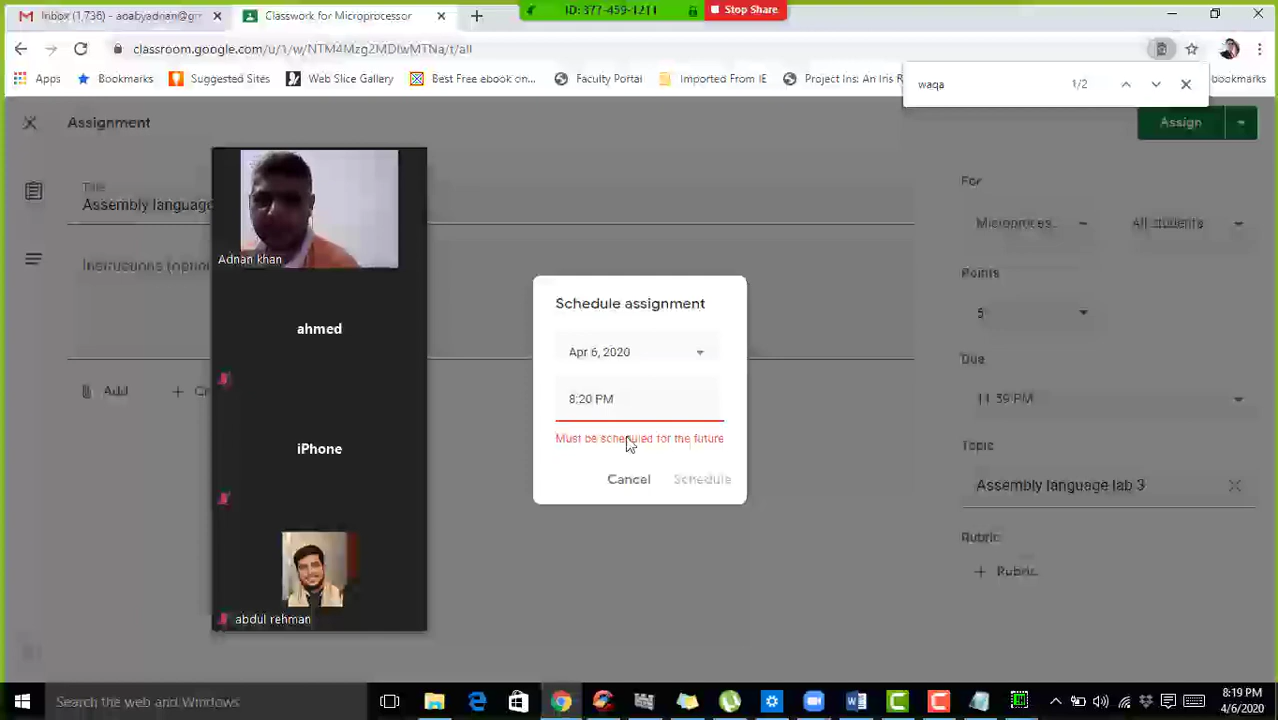 Inbox (1,736) - aoabyadnan@gr
Classwork for Microprocessor
ID: 377-459-1211
Stop Share
classroom.google.com/u/1/w/NTM4Mzg2MDIwMTNa/t/all
Apps
Bookmarks
Suggested Sites
Web Slice Gallery
Best Free ebook on...
Faculty Portal
Imported From IE
Project Ins: An Ins R
bookmarks
waqa
1/2
Assignment
Assign
Title
Assembly language
Instructions (option
Add
Adnan khan
ahmed
iPhone
abdul rehman
Schedule assignment
Apr 6, 2020
8:20 PM
Must be scheduled for the future
Cancel
Schedule
For
Microproces...
All students
Points
5
Due
11:59 PM
Topic
Assembly language lab 3
Rubric
Rubric
Search the web and Windows
8:19 PM
4/6/2020